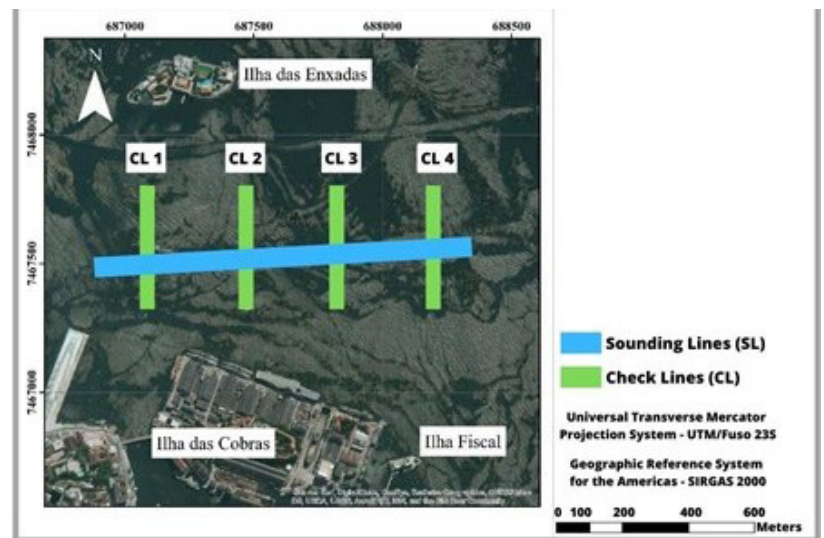 687000 687500 688000 688500
N
Ilha das Enxadas
7468000
CL 1 CL 2 CL 3 CL 4
7467500
Sounding Lines (SL)
Check Lines (CL)
7467000
Universal Transverse Mercator
Projection System - UTM/Fuso 23S
Ilha das Cobras
Ilha Fiscal
Geographic Reference System
for the Americas - SIRGAS 2000
0 100 200 400 600
Meters